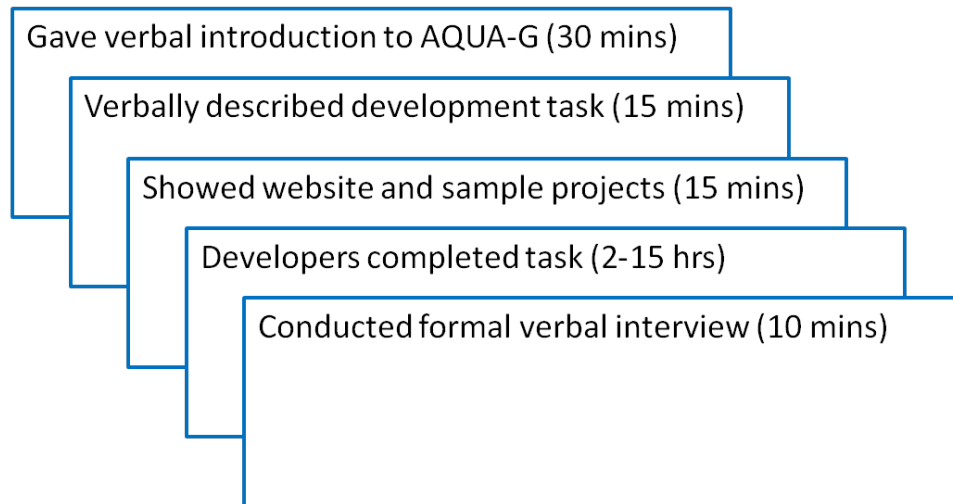 Gave verbal introduction to AQUA-G (30 mins)
Verbally described development task (15 mins)
Showed website and sample projects (15 mins)
Developers completed task (2-15 hrs)
Conducted formal verbal interview (10 mins)